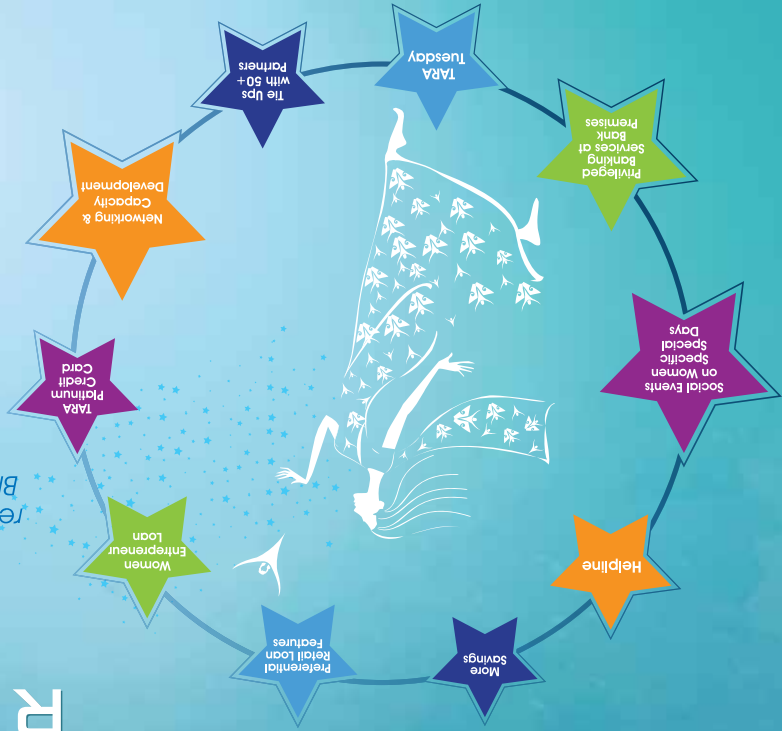 R
More
Savings
Preferential
Retail Loan
Features
Helpline
Women
Entrepreneur
Loan
re
Social Events
on Women
Specific
Special
Days
TARA
Platinum
Credit
Card
Privileged
Banking
Services at
Bank
Premises
Networking &
Capacity
Development
TARA
Tuesday
Tie Ups
with 50+
Partners